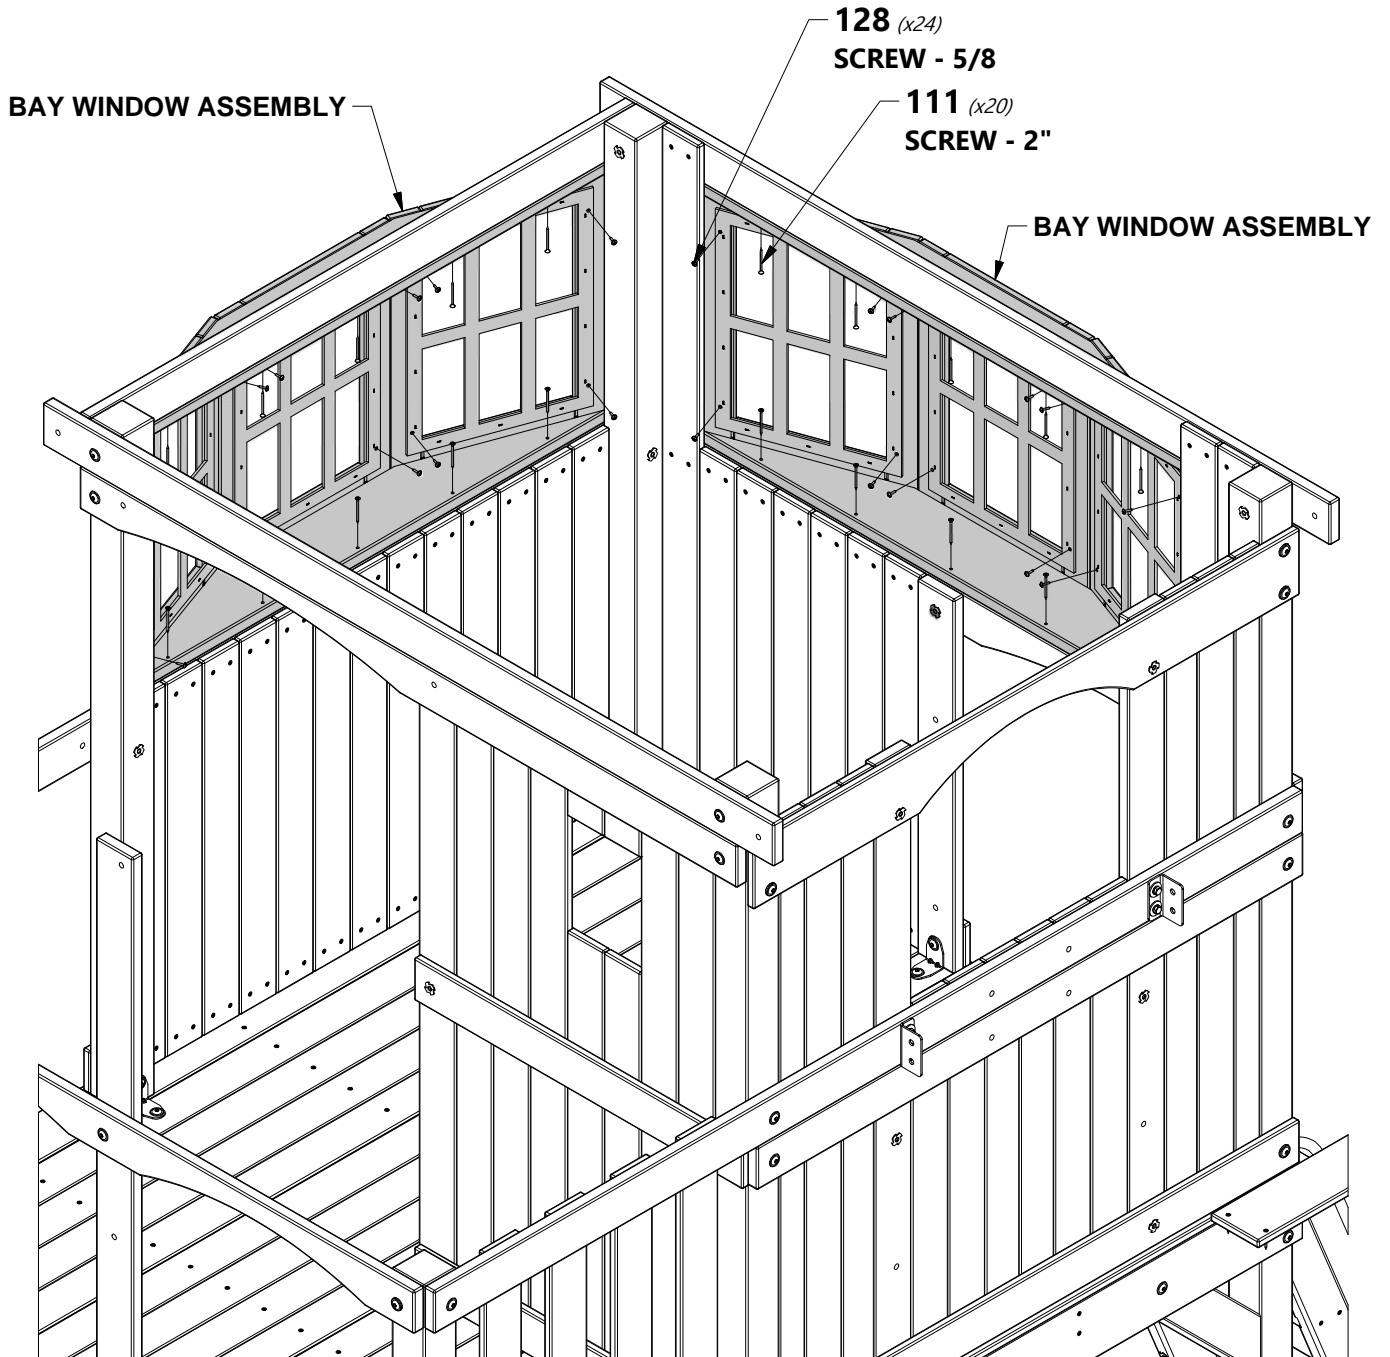 128 (x24)
SCREW - 5/8
BAY WINDOW ASSEMBLY
111 (x20)
SCREW - 2"
BAY WINDOW ASSEMBLY